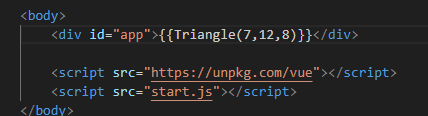 <body>
<div id="app">{{Triangle(7,12,8)}}</div>
<script src="https://unpkg.com/vue"></script>
<script src="start.js"></script>
</body>